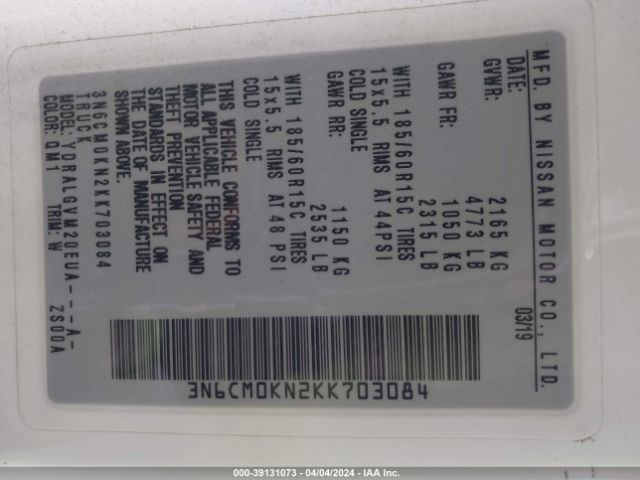 MFD. BY NISSAN MOTOR CO., LTD.
DATE: 03/19
GVWR: 2165 KG
4773 LB
GAWR FR: 1050 KG
2315 LB
WITH 185/60R15C TIRES
15x5.5 RIMS AT 44PSI
COLD SINGLE
GAWR RR: 1150 KG
2535 LB
WITH 185/60R15C TIRES
15x5.5 RIMS AT 48 PSI
COLD SINGLE
THIS VEHICLE CONFORMS TO
ALL APPLICABLE FEDERAL
MOTOR VEHICLE SAFETY AND
THEFT PREVENTION
STANDARDS IN EFFECT ON
THE DATE OF MANUFACTURE
SHOWN ABOVE.
3N6CM0KN2KK703084
TRUCK
YDRALGVM20EUA---A-
COLOR: QM1 TRIM: W ZS00A
3N6CM0KN2KK703084
000-39131073 - 04/04/2024 - IAAI.com